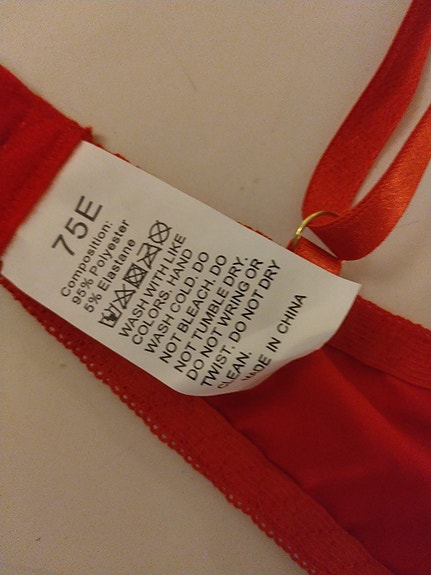 75E
Composition:
95% Polyester
5% Elastane
WASH WITH LIKE
COLORS. HAND
WASH COLD. DO
NOT BLEACH. DO
NOT TUMBLE DRY.
DO NOT WRING OR
TWIST. DO NOT DRY
CLEAN.
MADE IN CHINA